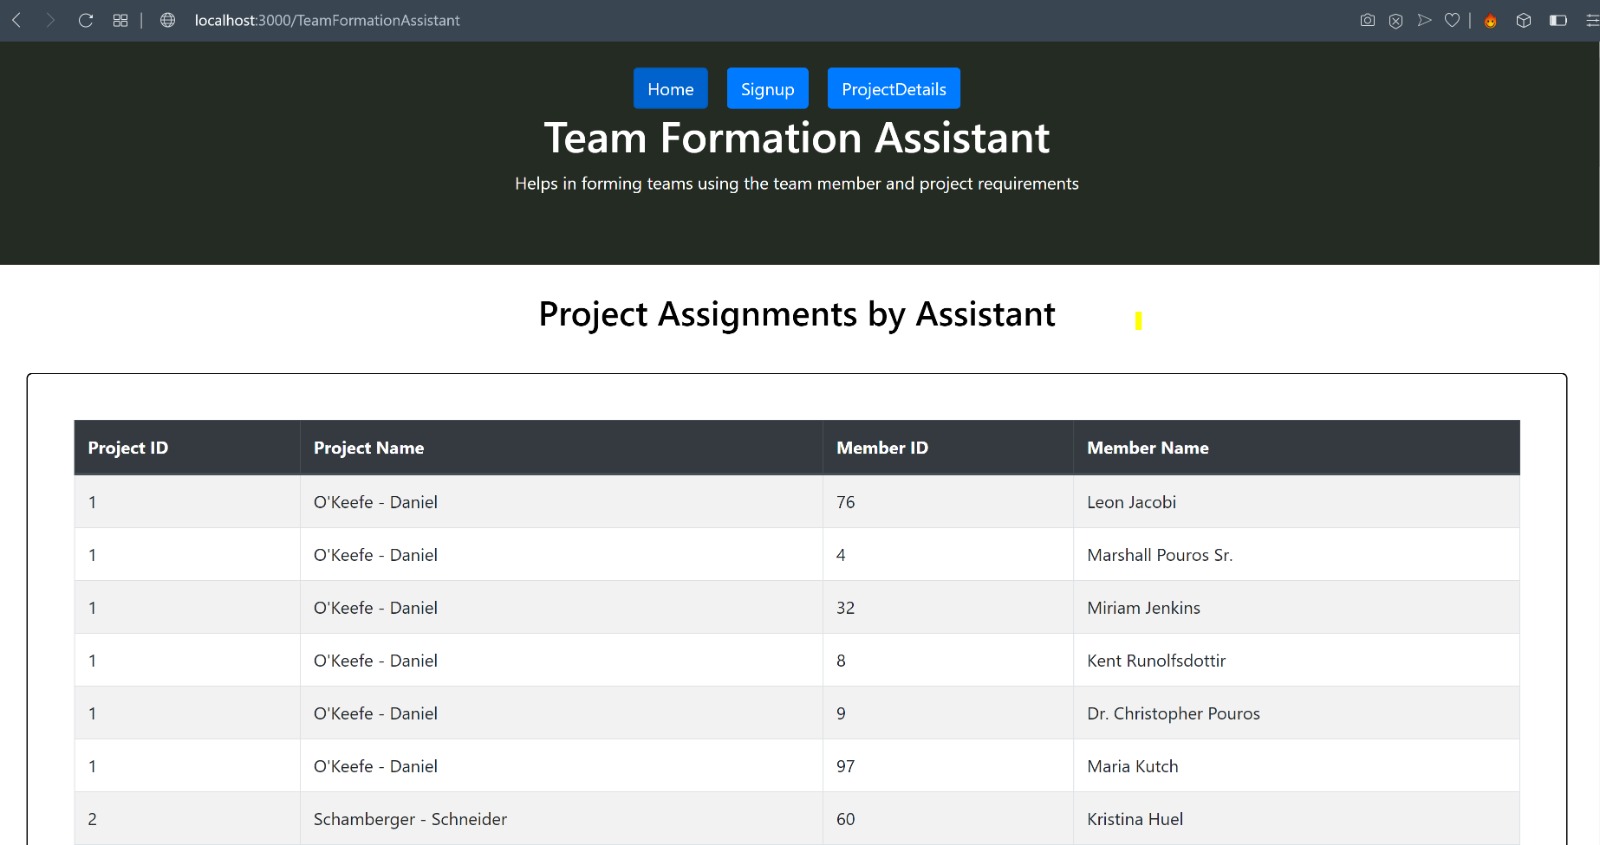 localhost:3000/TeamFormationAssistant
Home Signup ProjectDetails
Team Formation Assistant
Helps in forming teams using the team member and project requirements
Project Assignments by Assistant
Project ID Project Name Member ID Member Name
1 O'Keefe - Daniel 76 Leon Jacobi
1 O'Keefe - Daniel 4 Marshall Pouros Sr.
1 O'Keefe - Daniel 32 Miriam Jenkins
1 O'Keefe - Daniel 8 Kent Runolfsdottir
1 O'Keefe - Daniel 9 Dr. Christopher Pouros
1 O'Keefe - Daniel 97 Maria Kutch
2 Schamberger - Schneider 60 Kristina Huel